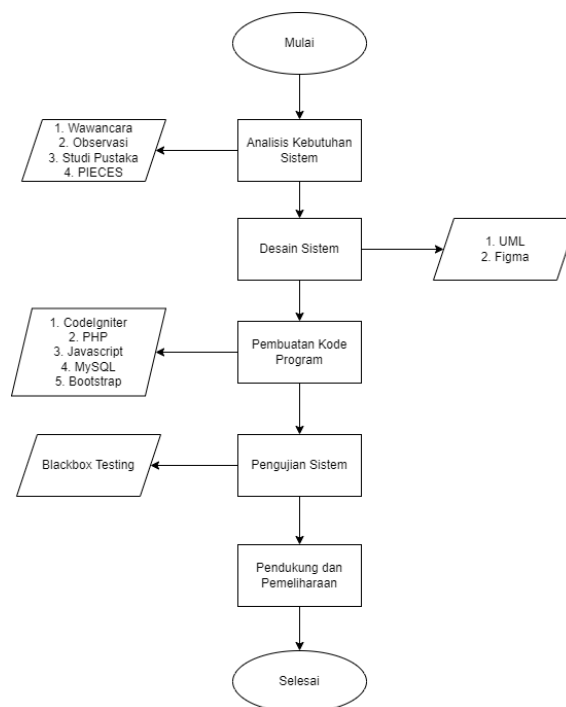 Mulai
1. Wawancara
2. Observasi
3. Studi Pustaka
4. PIECES
Analisis Kebutuhan
Sistem
Desain Sistem
1. UML
2. Figma
1. CodeIgniter
2. PHP
3. Javascript
4. MySQL
5. Bootstrap
Pembuatan Kode
Program
Blackbox Testing
Pengujian Sistem
Pendukung dan
Pemeliharaan
Selesai